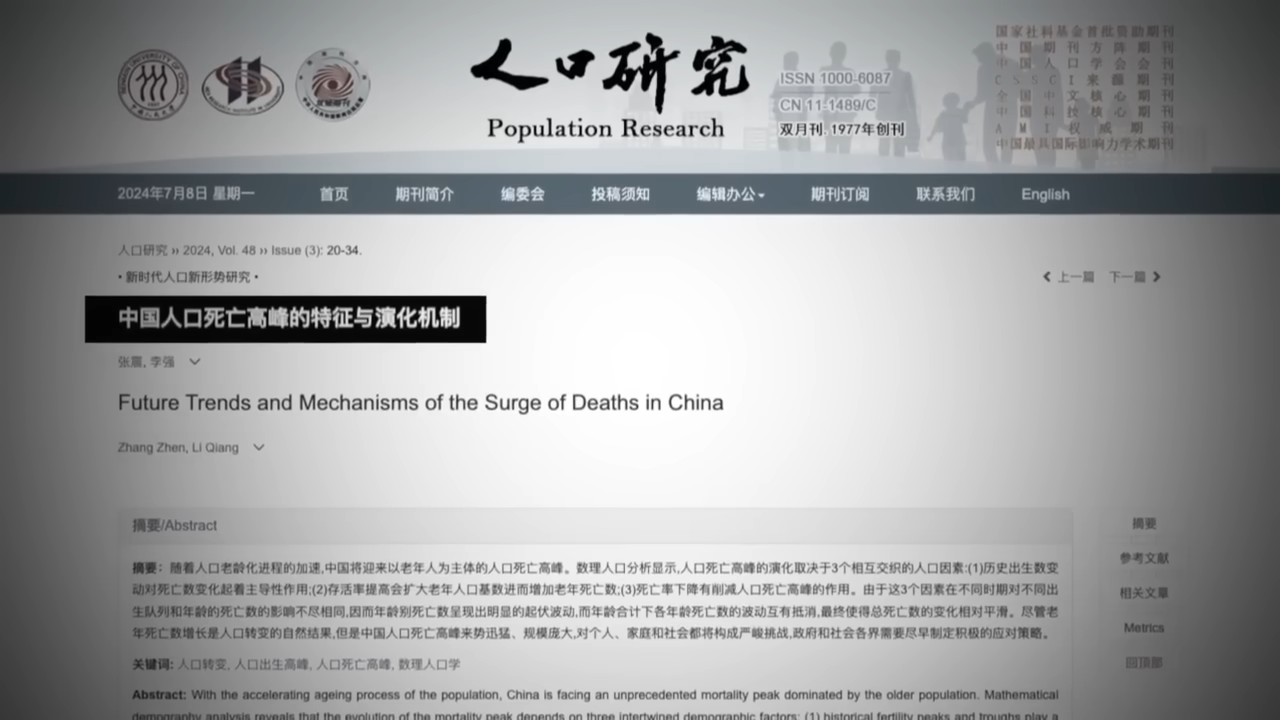 人口研究
Population Research
ISSN 1000-6087
CN 11-1489/C
双月刊. 1977年创刊
国家社科基金首批资助期刊
中国期刊方阵期刊
中国人口学会会刊
CSSCI来源期刊
全国中文核心期刊
中国科技核心期刊
AMI权威期刊
中国最具国际影响力学术期刊
2024年7月8日 星期一 首页 期刊简介 编委会 投稿须知 编辑办公 期刊订阅 联系我们 English
人口研究 ›› 2024, Vol. 48 ›› Issue (3): 20-34.
• 新时代人口新形势研究 • 上一篇 下一篇
中国人口死亡高峰的特征与演化机制
张震, 李强
Future Trends and Mechanisms of the Surge of Deaths in China
Zhang Zhen, Li Qiang
摘要/Abstract
摘要: 随着人口老龄化进程的加速,中国将迎来以老年人为主体的人口死亡高峰。数理人口分析显示,人口死亡高峰的演化取决于3个相互交织的人口因素:(1)历史出生数变
动对死亡数变化起着主导性作用;(2)存活率提高会扩大老年人口基数进而增加老年死亡数;(3)死亡率下降有削减人口死亡高峰的作用。由于这3个因素在不同时期对不同出
生队列和年龄的死亡数的影响不尽相同,因而年龄别死亡数呈现出明显的起伏波动,而年龄合计下各年龄死亡数的波动互有抵消,最终使得总死亡数的变化相对平滑。尽管老
年死亡数增长是人口转变的自然结果,但是中国人口死亡高峰来势迅猛、规模庞大,对个人、家庭和社会都将构成严峻挑战,政府和社会各界需要尽早制定积极的应对策略。
关键词: 人口转变, 人口出生高峰, 人口死亡高峰, 数理人口学
Abstract: With the accelerating ageing process of the population, China is facing an unprecedented mortality peak dominated by the older population. Mathematical
demography analysis reveals that the evolution of the mortality peak depends on three intertwined demographic factors: (1) historical fertility peaks and troughs play a
摘要
参考文献
相关文章
Metrics
回顶部